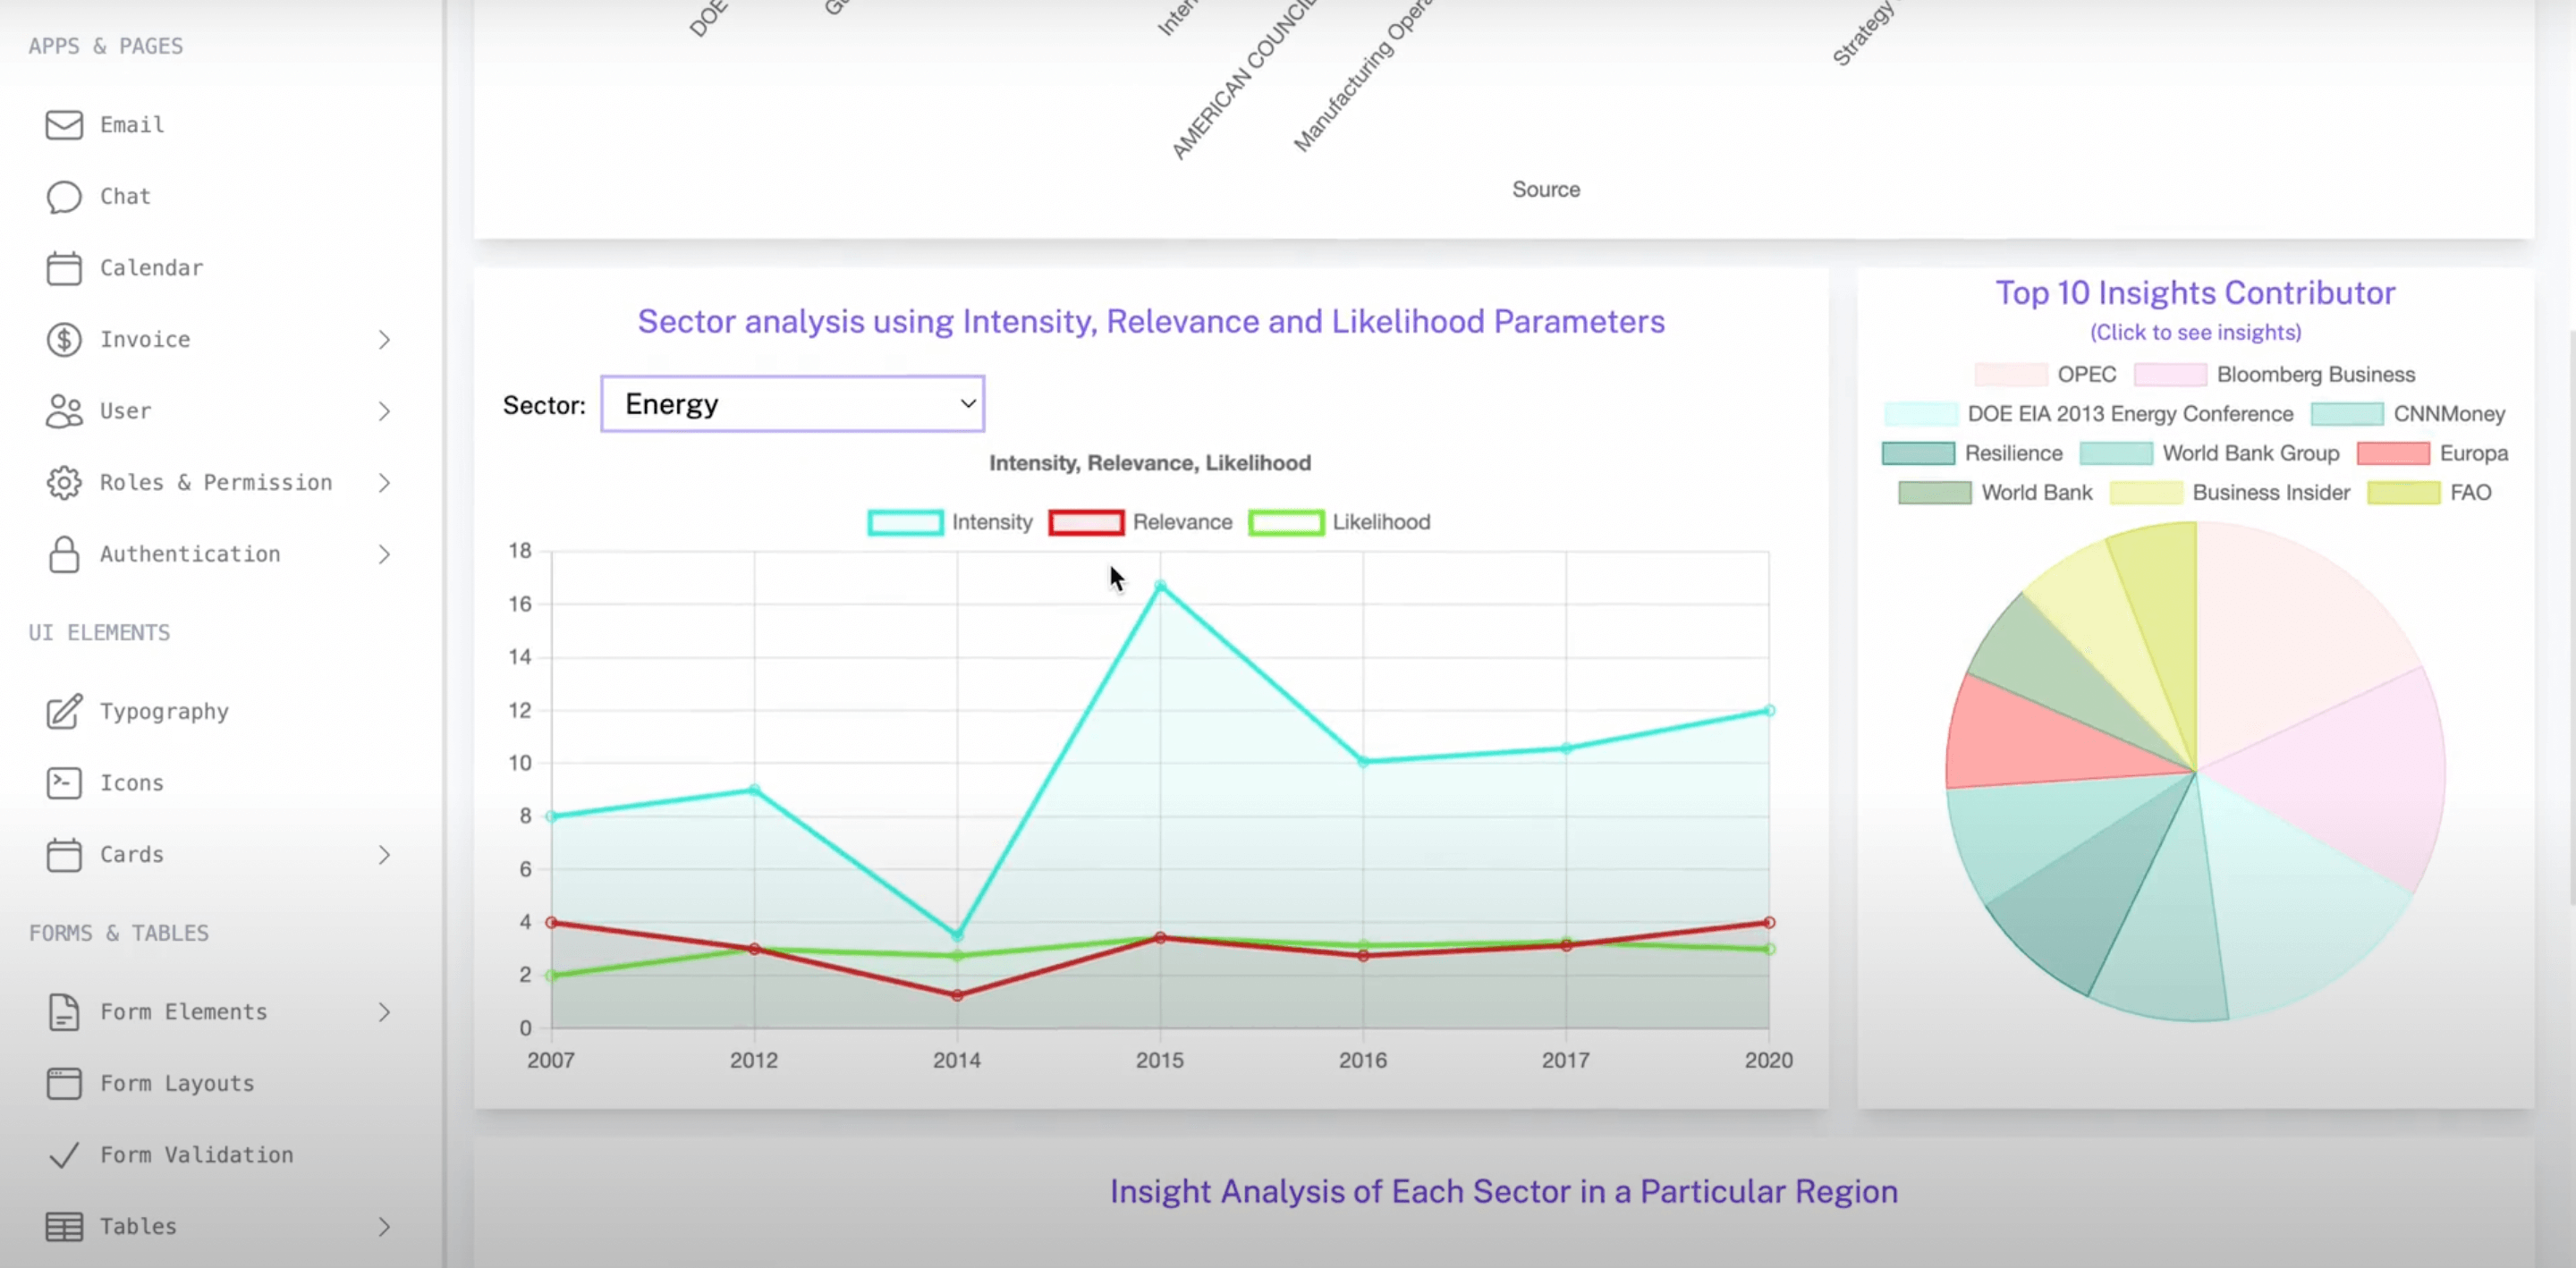 APPS & PAGES
Email
Chat
Calendar
Invoice
User
Roles & Permission
Authentication
UI ELEMENTS
Typography
Icons
Cards
FORMS & TABLES
Form Elements
Form Layouts
Form Validation
Tables
DOE
AMERICAN COUNCIL
Manufacturing
Strategy
Source
Sector analysis using Intensity, Relevance and Likelihood Parameters
Sector: Energy
Intensity, Relevance, Likelihood
Intensity Relevance Likelihood
18
16
14
12
10
8
6
4
2
0
2007 2012 2014 2015 2016 2017 2020
Top 10 Insights Contributor
(Click to see insights)
OPEC Bloomberg Business
DOE EIA 2013 Energy Conference CNNMoney
Resilience World Bank Group Europa
World Bank Business Insider FAO
Insight Analysis of Each Sector in a Particular Region